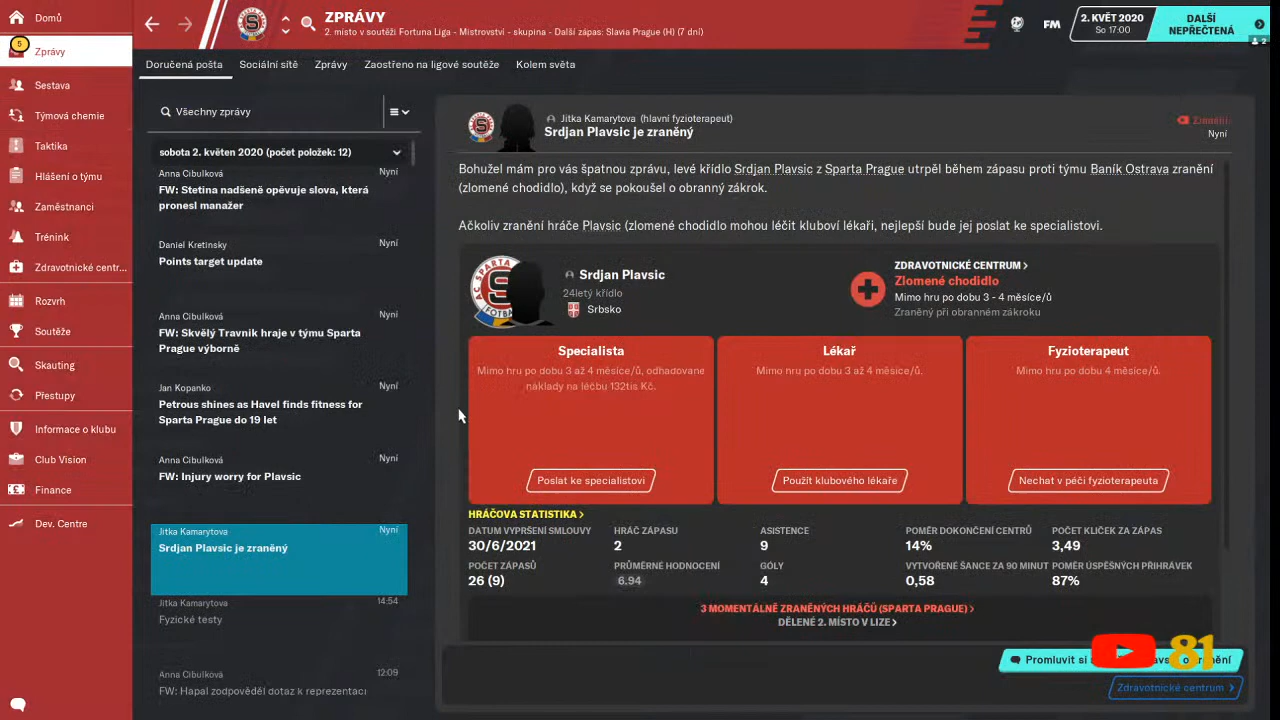 Domů
5
Zprávy
Sestava
Týmová chemie
Taktika
Hlášení o týmu
Zaměstnanci
Trénink
Zdravotnické centr...
Rozvrh
Soutěže
Skauting
Přestupy
Informace o klubu
Club Vision
Finance
Dev. Centre
ZPRÁVY
2. místo v soutěži Fortuna Liga - Mistrovství - skupina - Další zápas: Slavia Prague (H) (7 dní)
FM
2. KVĚT 2020
So 17:00
DALŠÍ
NEPŘEČTENÁ
2
Doručená pošta
Sociální sítě
Zprávy
Zaostřeno na ligové soutěže
Kolem světa
Všechny zprávy
sobota 2. květen 2020 (počet položek: 12)
Anna Cibulková
Nyní
FW: Stetina nadšeně opěvuje slova, která
pronesl manažer
Daniel Kretinsky
Nyní
Points target update
Anna Cibulková
Nyní
FW: Skvělý Travnik hraje v týmu Sparta
Prague výborně
Jan Kopanko
Nyní
Petrous shines as Havel finds fitness for
Sparta Prague do 19 let
Anna Cibulková
Nyní
FW: Injury worry for Plavsic
Jitka Kamarytova
Nyní
Srdjan Plavsic je zraněný
Jitka Kamarytova
14:54
Fyzické testy
Anna Cibulková
12:09
FW: Hapal zodpověděl dotaz k reprezentaci
Jitka Kamarytova (hlavní fyzioterapeut)
Srdjan Plavsic je zraněný
Zranění
Nyní
Bohužel mám pro vás špatnou zprávu, levé křídlo Srdjan Plavsic z Sparta Prague utrpěl během zápasu proti týmu Baník Ostrava zranění
(zlomené chodidlo), když se pokoušel o obranný zákrok.
Ačkoliv zranění hráče Plavsic (zlomené chodidlo mohou léčit kluboví lékaři, nejlepší bude jej poslat ke specialistovi.
Srdjan Plavsic
24letý křídlo
Srbsko
ZDRAVOTNICKÉ CENTRUM
Zlomené chodidlo
Mimo hru po dobu 3 - 4 měsíce/ů
Zraněný při obranném zákroku
Specialista
Mimo hru po dobu 3 až 4 měsíce/ů, odhadované
náklady na léčbu 132tis Kč.
Poslat ke specialistovi
Lékař
Mimo hru po dobu 3 až 4 měsíce/ů.
Použít klubového lékaře
Fyzioterapeut
Mimo hru po dobu 4 měsíce/ů.
Nechat v péči fyzioterapeuta
HRÁČOVA STATISTIKA
DATUM VYPRŠENÍ SMLOUVY
HRÁČ ZÁPASU
ASISTENCE
POMĚR DOKONČENÍ CENTRŮ
POČET KLIČEK ZA ZÁPAS
30/6/2021
2
9
14%
3,49
POČET ZÁPASŮ
PRŮMĚRNÉ HODNOCENÍ
GÓLY
VYTVOŘENÉ ŠANCE ZA 90 MINUT
POMĚR ÚSPĚŠNÝCH PŘIHRÁVEK
26 (9)
6.94
4
0,58
87%
3 MOMENTÁLNĚ ZRANĚNÝCH HRÁČŮ (SPARTA PRAGUE)
DĚLENÉ 2. MÍSTO V LIZE
Promluvit si
81
Zdravotnické centrum